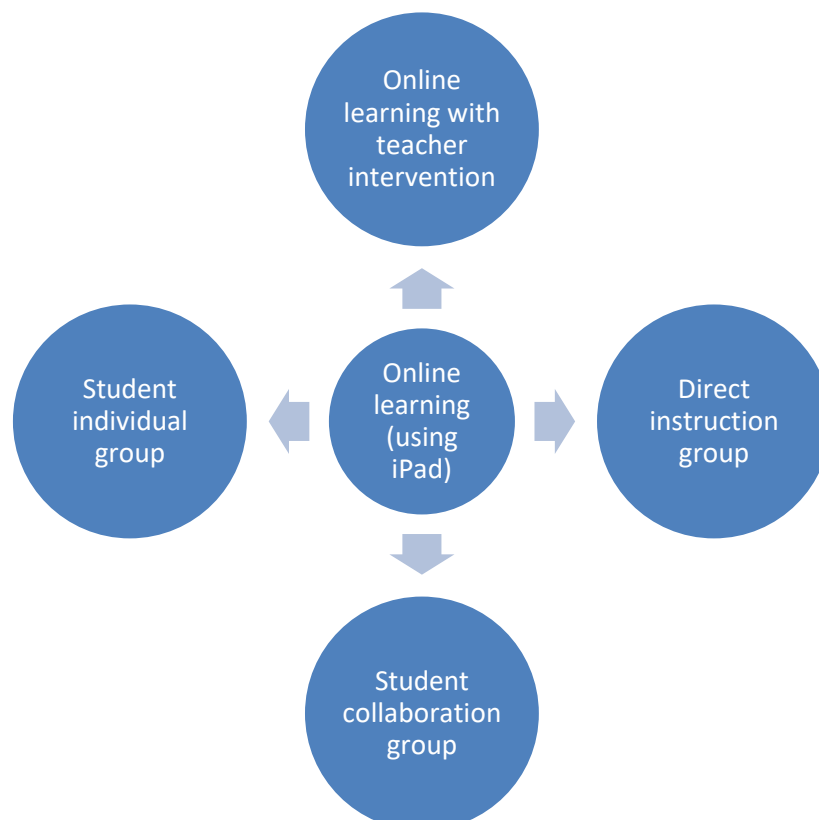 Online
learning with
teacher
intervention
Student
individual
group
Online
learning
(using
iPad)
Direct
instruction
group
Student
collaboration
group